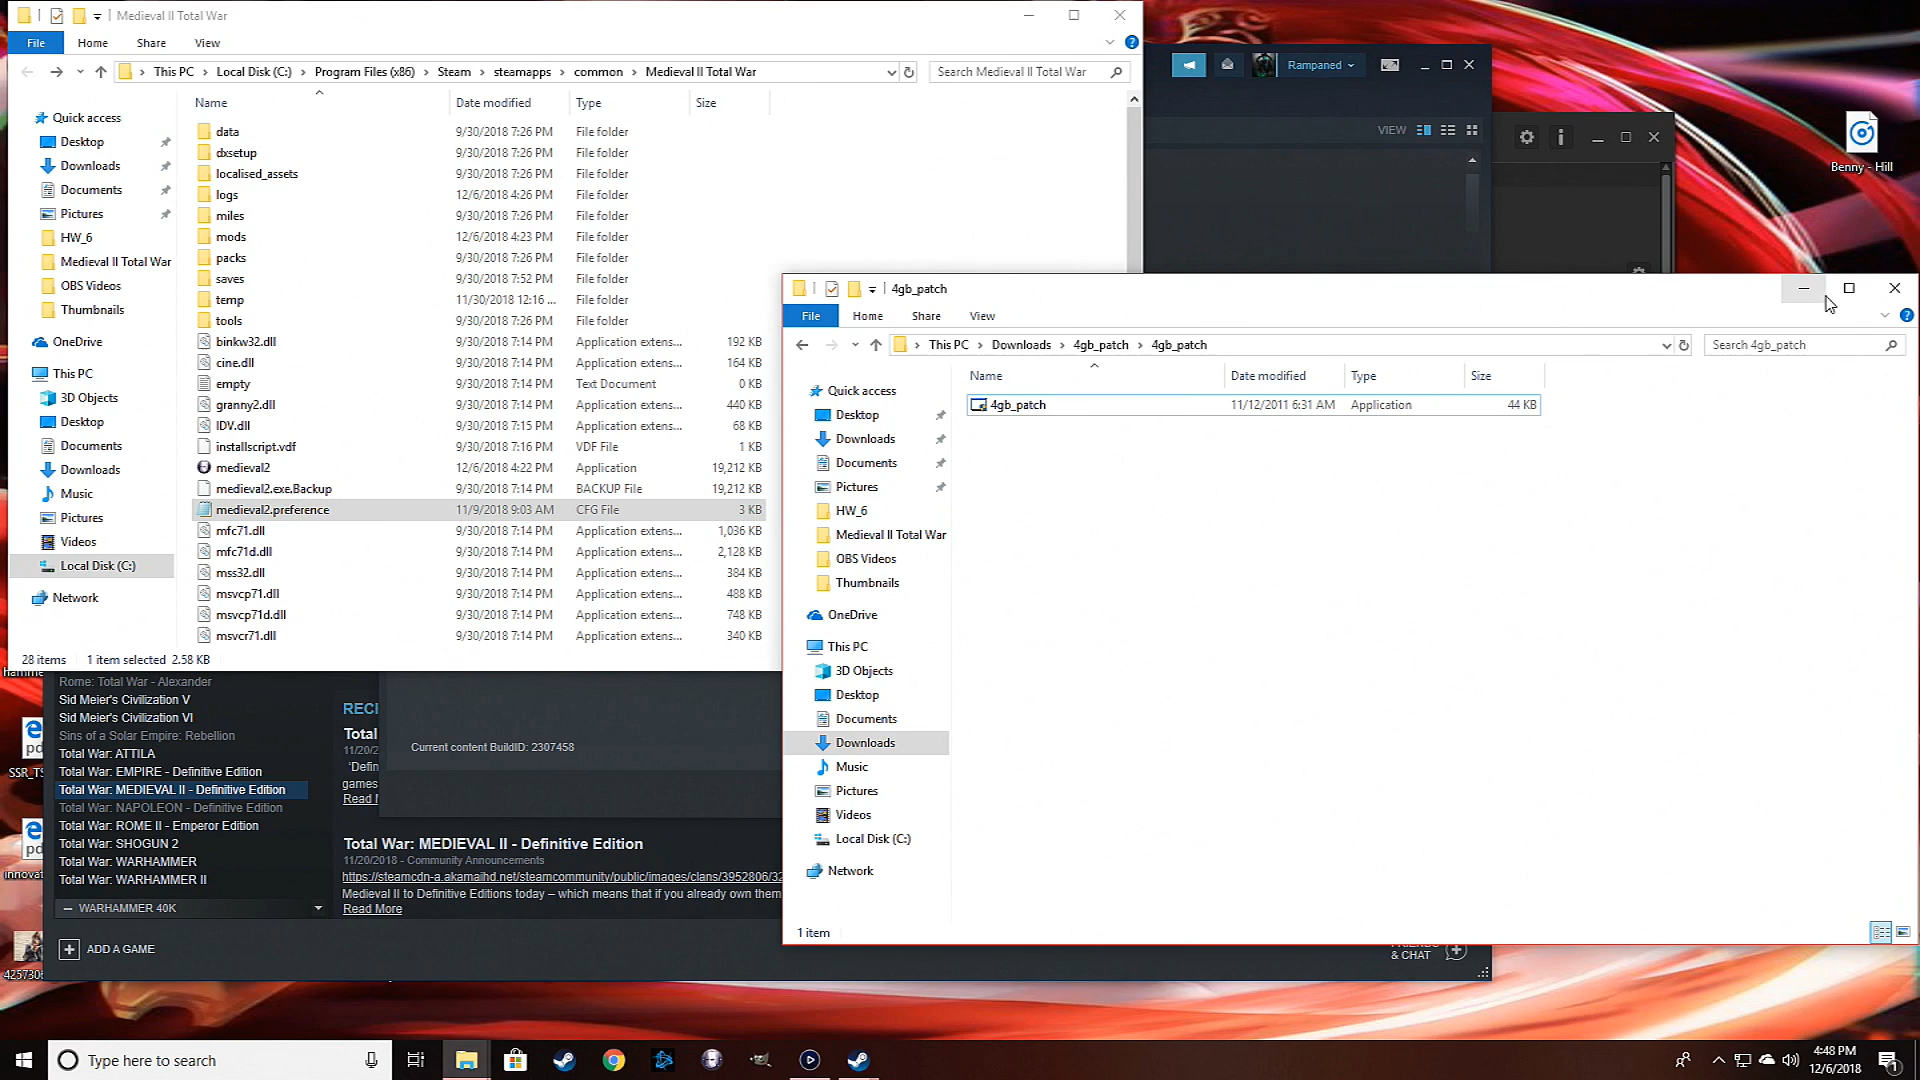 Medieval II Total War
File Home Share View
This PC > Local Disk (C:) > Program Files (x86) > Steam > steamapps > common > Medieval II Total War
Search Medieval II Total War
Quick access
Desktop
Downloads
Documents
Pictures
HW_6
Medieval II Total War
OBS Videos
Thumbnails
OneDrive
This PC
3D Objects
Desktop
Documents
Downloads
Music
Pictures
Videos
Local Disk (C:)
Network
Name Date modified Type Size
data 9/30/2018 7:26 PM File folder
dxsetup 9/30/2018 7:26 PM File folder
localised_assets 9/30/2018 7:26 PM File folder
logs 12/6/2018 4:26 PM File folder
miles 9/30/2018 7:26 PM File folder
mods 12/6/2018 4:23 PM File folder
packs 9/30/2018 7:26 PM File folder
saves 9/30/2018 7:52 PM File folder
temp 11/30/2018 12:16 ... File folder
tools 9/30/2018 7:26 PM File folder
binkw32.dll 9/30/2018 7:14 PM Application extens... 192 KB
cine.dll 9/30/2018 7:14 PM Application extens... 164 KB
empty 9/30/2018 7:14 PM Text Document 0 KB
granny2.dll 9/30/2018 7:14 PM Application extens... 440 KB
IDV.dll 9/30/2018 7:15 PM Application extens... 68 KB
installscript.vdf 9/30/2018 7:16 PM VDF File 1 KB
medieval2 12/6/2018 4:22 PM Application 19,212 KB
medieval2.exe.Backup 9/30/2018 7:14 PM BACKUP File 19,212 KB
medieval2.preference 11/9/2018 9:03 AM CFG File 3 KB
mfc71.dll 9/30/2018 7:14 PM Application extens... 1,036 KB
mfc71d.dll 9/30/2018 7:14 PM Application extens... 2,128 KB
mss32.dll 9/30/2018 7:14 PM Application extens... 384 KB
msvcp71.dll 9/30/2018 7:14 PM Application extens... 488 KB
msvcp71d.dll 9/30/2018 7:14 PM Application extens... 748 KB
msvcr71.dll 9/30/2018 7:14 PM Application extens... 340 KB
28 items 1 item selected 2.58 KB
Rampaned
VIEW
Benny - Hill
4gb_patch
File Home Share View
This PC > Downloads > 4gb_patch > 4gb_patch
Search 4gb_patch
Quick access
Desktop
Downloads
Documents
Pictures
HW_6
Medieval II Total War
OBS Videos
Thumbnails
OneDrive
This PC
3D Objects
Desktop
Documents
Downloads
Music
Pictures
Videos
Local Disk (C:)
Network
Name Date modified Type Size
4gb_patch 11/12/2011 6:31 AM Application 44 KB
1 item
Rome: Total War - Alexander
Sid Meier's Civilization V
Sid Meier's Civilization VI
Sins of a Solar Empire: Rebellion
Total War: ATTILA
Total War: EMPIRE - Definitive Edition
Total War: MEDIEVAL II - Definitive Edition
Total War: NAPOLEON - Definitive Edition
Total War: ROME II - Emperor Edition
Total War: SHOGUN 2
Total War: WARHAMMER
Total War: WARHAMMER II
WARHAMMER 40K
ADD A GAME
RECI
Total
11/20/2
'Defin
games
Read
Current content BuildID: 2307458
Total War: MEDIEVAL II - Definitive Edition
11/20/2018 - Community Announcements
https://steamcdn-a.akamaihd.net/steamcommunity/public/images/clans/3952806/32
Medieval II to Definitive Editions today – which means that if you already own them
Read More
FRIENDS
& CHAT
hamme
pd
SSR_TS
pd
innovat
425730
Type here to search
4:48 PM
12/6/2018
1